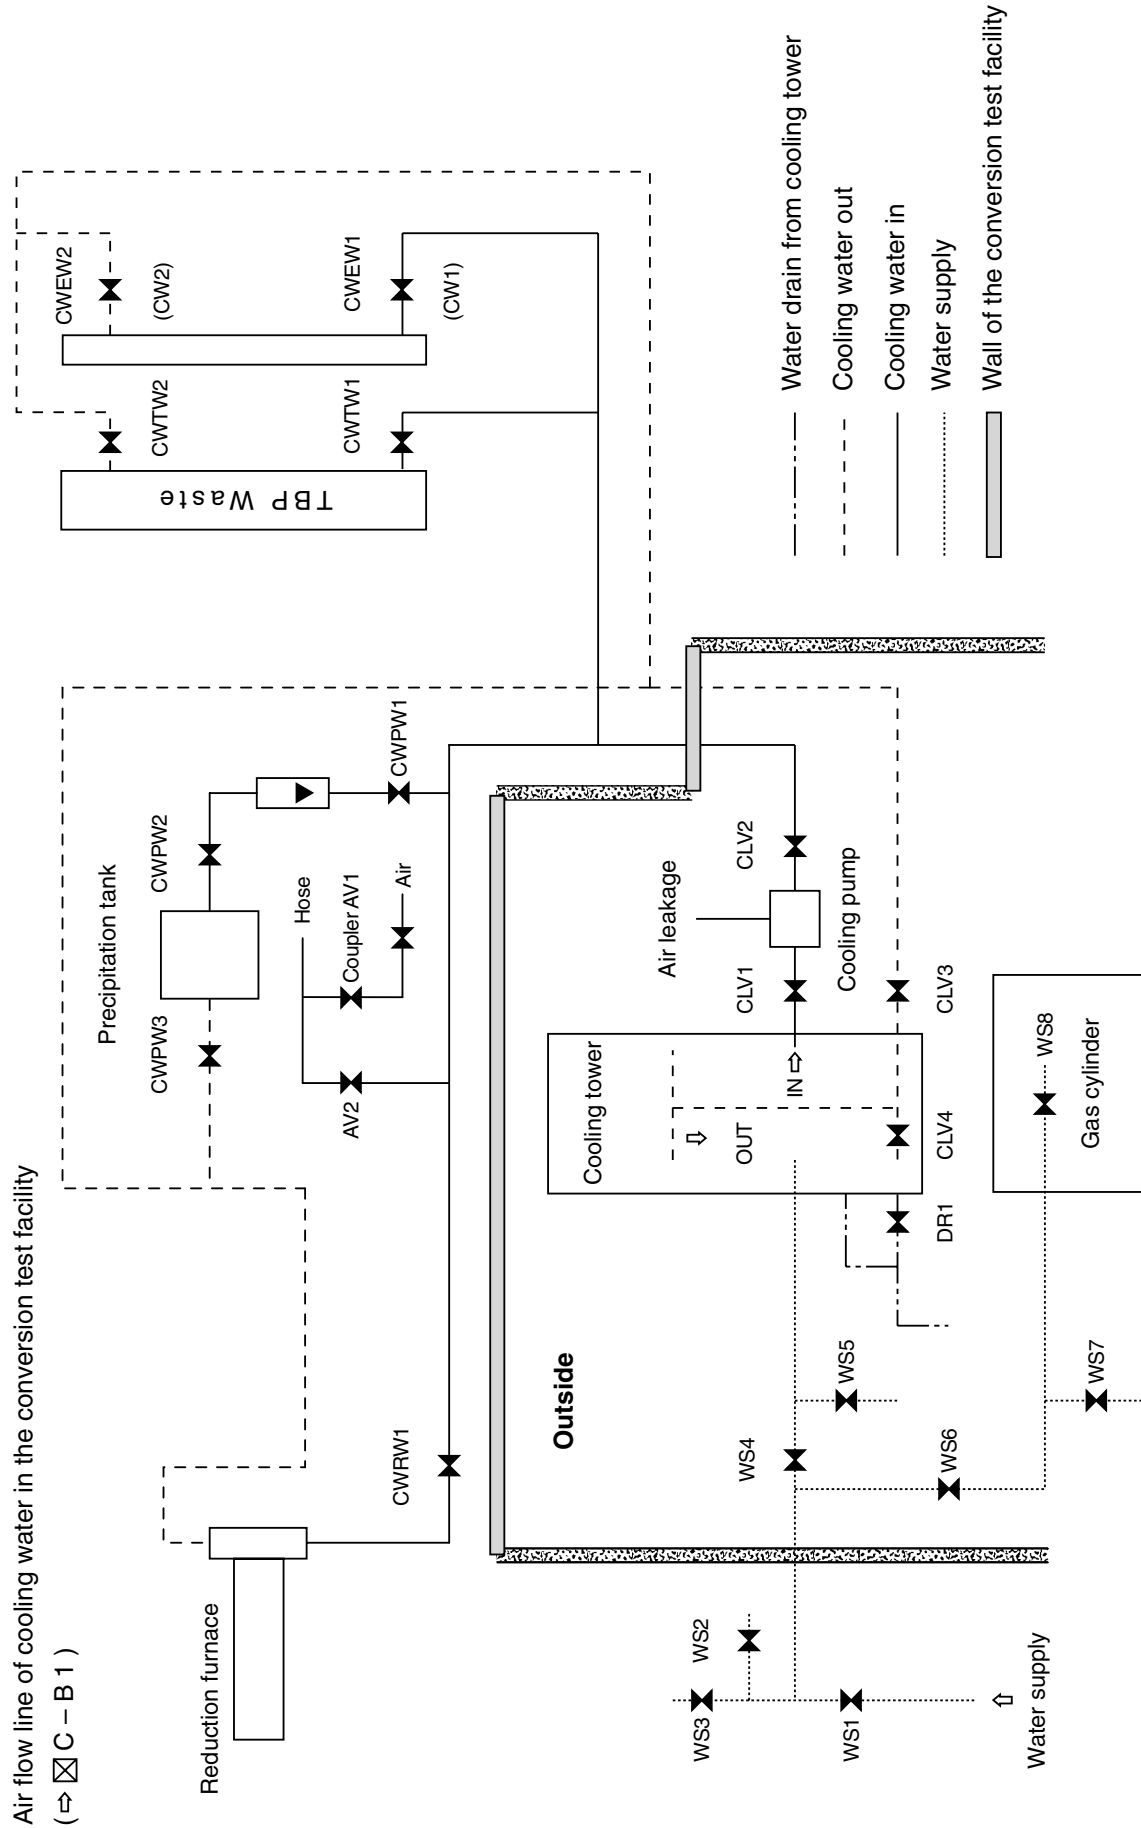 Air flow line of cooling water in the conversion test facility
(⇨ ☒ C – B 1 )
Reduction furnace
CWRW1
Precipitation tank
CWPW3
CWPW2
CWPW1
Hose
Coupler AV1
Air
AV2
TBP Waste
CWTW2
CWTW1
CWEW2
(CW2)
CWEW1
(CW1)
Outside
Cooling tower
OUT
IN ⇨
Air leakage
CLV1
CLV2
Cooling pump
CLV3
CLV4
DR1
WS8
Gas cylinder
WS3
WS2
WS1
WS4
WS5
WS6
WS7
Water supply
Water drain from cooling tower
Cooling water out
Cooling water in
Water supply
Wall of the conversion test facility